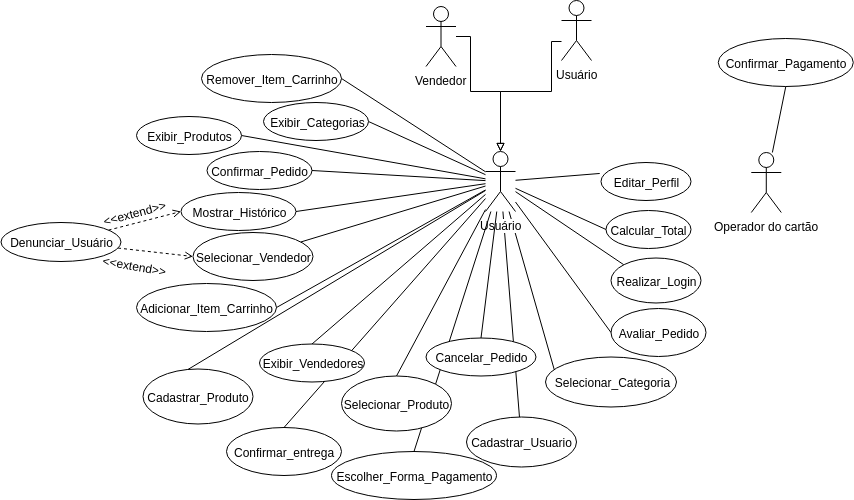 Vendedor
Usuário
Confirmar_Pagamento
Remover_Item_Carrinho
Exibir_Categorias
Exibir_Produtos
Confirmar_Pedido
Editar_Perfil
<<extend>>
Mostrar_Histórico
Usuário
Operador do cartão
Calcular_Total
Denunciar_Usuário
Selecionar_Vendedor
<<extend>>
Realizar_Login
Adicionar_Item_Carrinho
Avaliar_Pedido
Exibir_Vendedores
Cancelar_Pedido
Selecionar_Categoria
Cadastrar_Produto
Selecionar_Produto
Cadastrar_Usuario
Confirmar_entrega
Escolher_Forma_Pagamento